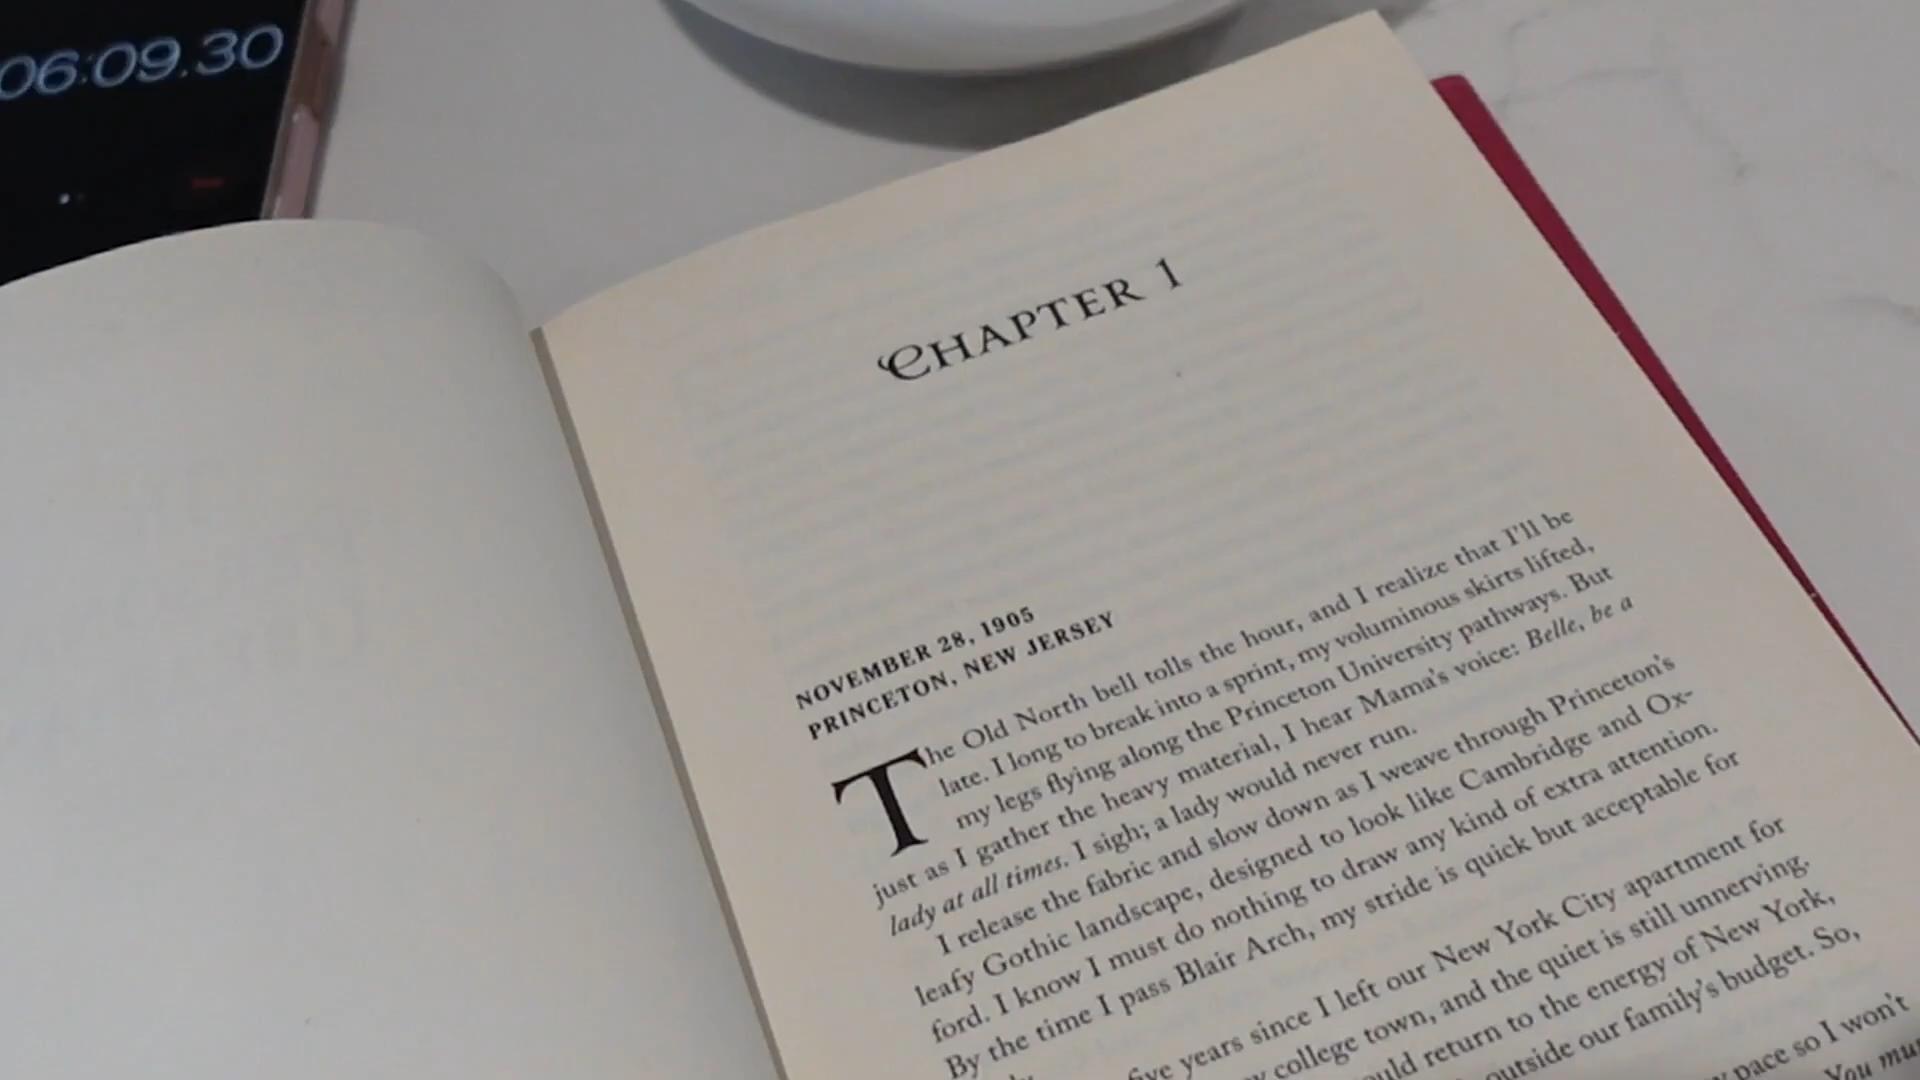 06:09.30
CHAPTER 1
NOVEMBER 28, 1905
PRINCETON, NEW JERSEY
The Old North bell tolls the hour, and I realize that I'll be
late. I long to break into a sprint, my voluminous skirts lifted,
my legs flying along the Princeton University pathways. But
just as I gather the heavy material, I hear Mama's voice: Belle, be a
lady at all times. I sigh; a lady would never run.
I release the fabric and slow down as I weave through Princeton's
leafy Gothic landscape, designed to look like Cambridge and Ox-
ford. I know I must do nothing to draw any kind of extra attention.
By the time I pass Blair Arch, my stride is quick but acceptable for
five years since I left our New York City apartment for
college town, and the quiet is still unnerving.
return to the energy of New York,
outside our family's budget. So,
pace so I won't
You